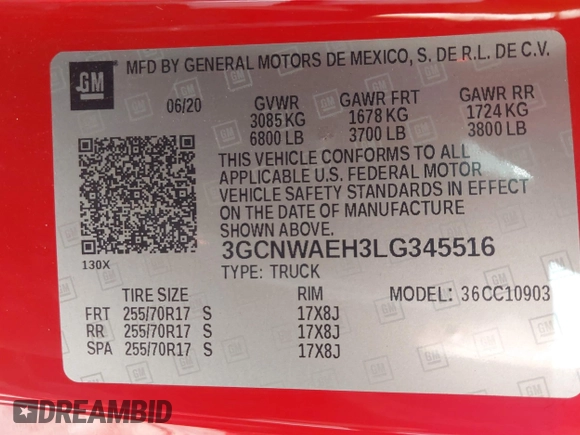 GM
MFD BY GENERAL MOTORS DE MEXICO, S. DE R.L. DE C.V.
06/20 GVWR GAWR FRT GAWR RR
3085 KG 1678 KG 1724 KG
6800 LB 3700 LB 3800 LB
THIS VEHICLE CONFORMS TO ALL
APPLICABLE U.S. FEDERAL MOTOR
VEHICLE SAFETY STANDARDS IN EFFECT
ON THE DATE OF MANUFACTURE
SHOWN ABOVE.
130X
3GCNWAEH3LG345516
TYPE: TRUCK
TIRE SIZE RIM MODEL: 36CC10903
FRT 255/70R17 S 17X8J
RR 255/70R17 S 17X8J
SPA 255/70R17 S 17X8J
DREAMBID